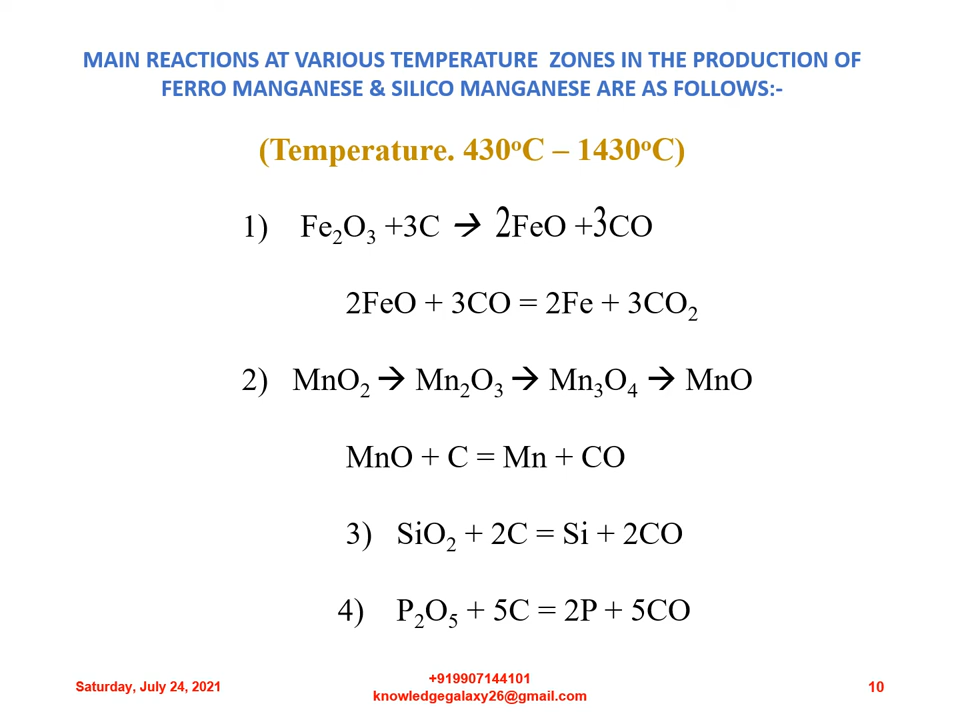 MAIN REACTIONS AT VARIOUS TEMPERATURE ZONES IN THE PRODUCTION OF
FERRO MANGANESE & SILICO MANGANESE ARE AS FOLLOWS:-
(Temperature. 430ᵒC – 1430ᵒC)
1) Fe₂O₃ +3C → 2FeO +3CO
2FeO + 3CO = 2Fe + 3CO₂
2) MnO₂ → Mn₂O₃ → Mn₃O₄ → MnO
MnO + C = Mn + CO
3) SiO₂ + 2C = Si + 2CO
4) P₂O₅ + 5C = 2P + 5CO
Saturday, July 24, 2021
+919907144101
knowledgegalaxy26@gmail.com
10